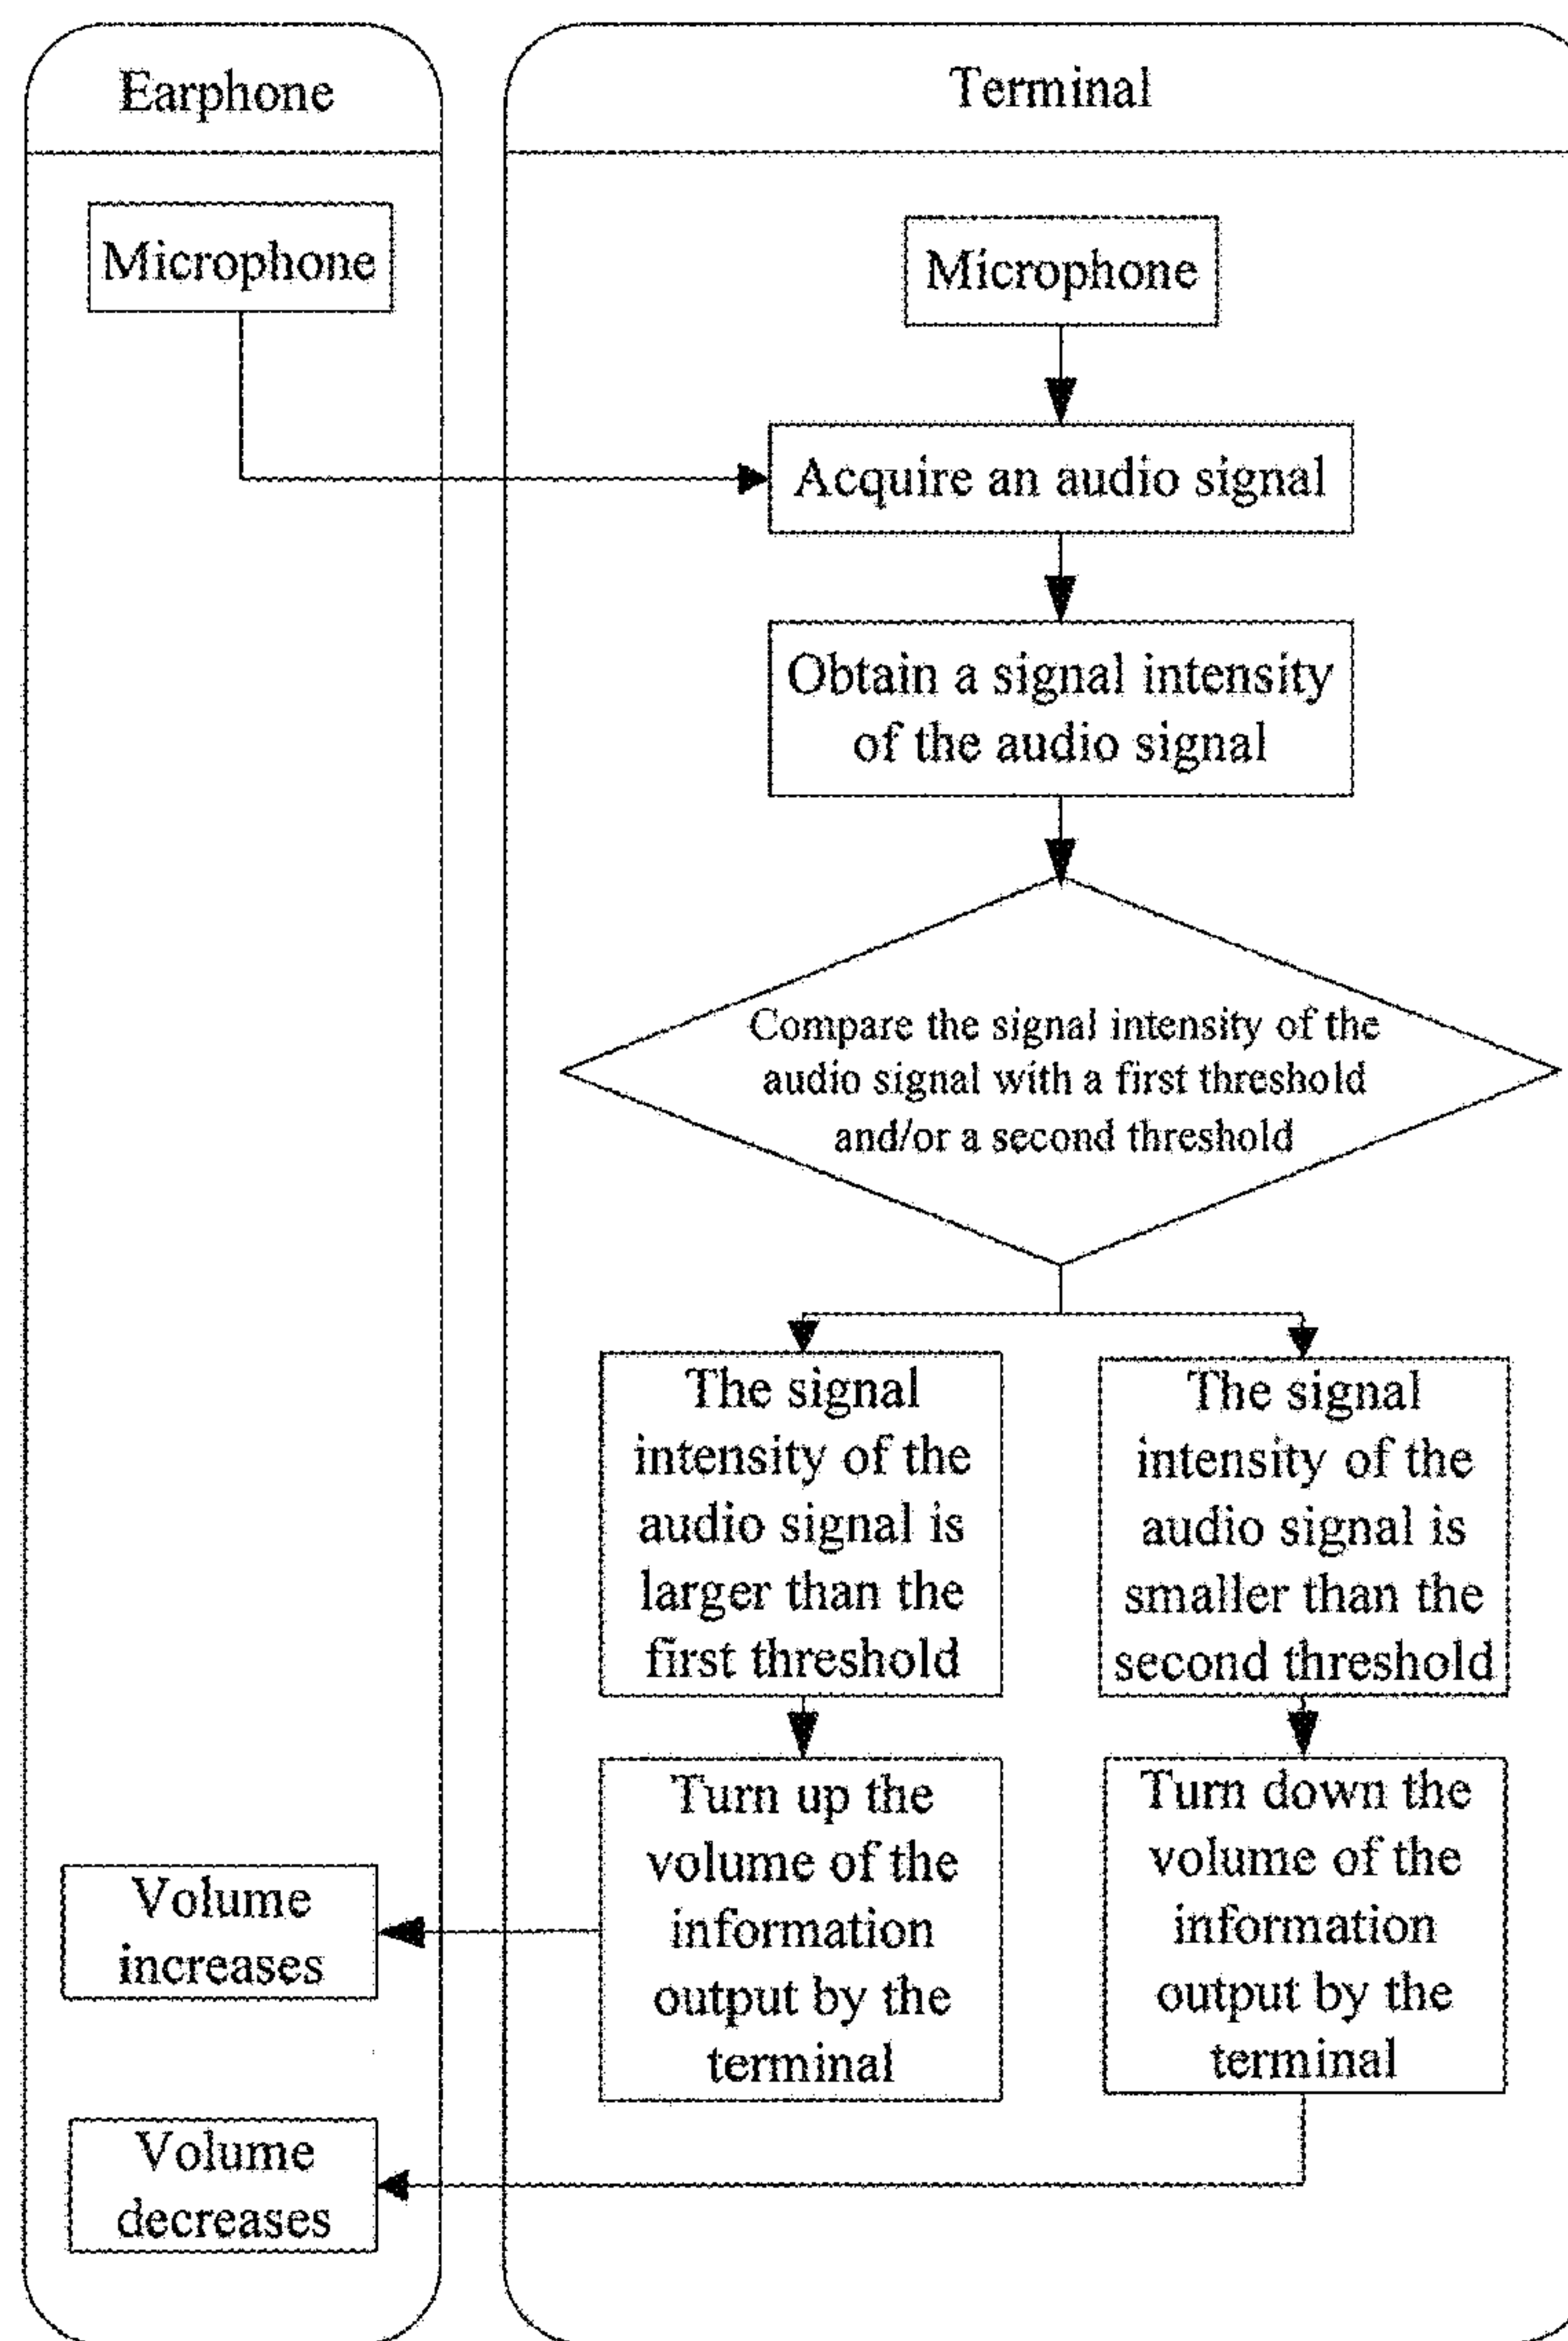 Earphone
Terminal
Microphone
Microphone
Acquire an audio signal
Obtain a signal intensity
of the audio signal
Compare the signal intensity of the
audio signal with a first threshold
and/or a second threshold
The signal
intensity of the
audio signal is
larger than the
first threshold
The signal
intensity of the
audio signal is
smaller than the
second threshold
Turn up the
volume of the
information
output by the
terminal
Turn down the
volume of the
information
output by the
terminal
Volume
increases
Volume
decreases